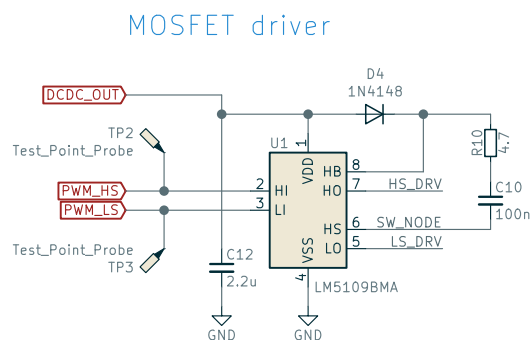 MOSFET driver
DCDC_OUT
D4
1N4148
TP2
Test_Point_Probe
U1
1
VDD
R10
4.7
HB
8
PWM_HS
2
HI
HO
7
HS_DRV
C10
100n
PWM_LS
3
LI
HS
6
SW_NODE
Test_Point_Probe
TP3
VSS
LO
5
LS_DRV
C12
2.2u
4
LM5109BMA
GND
GND